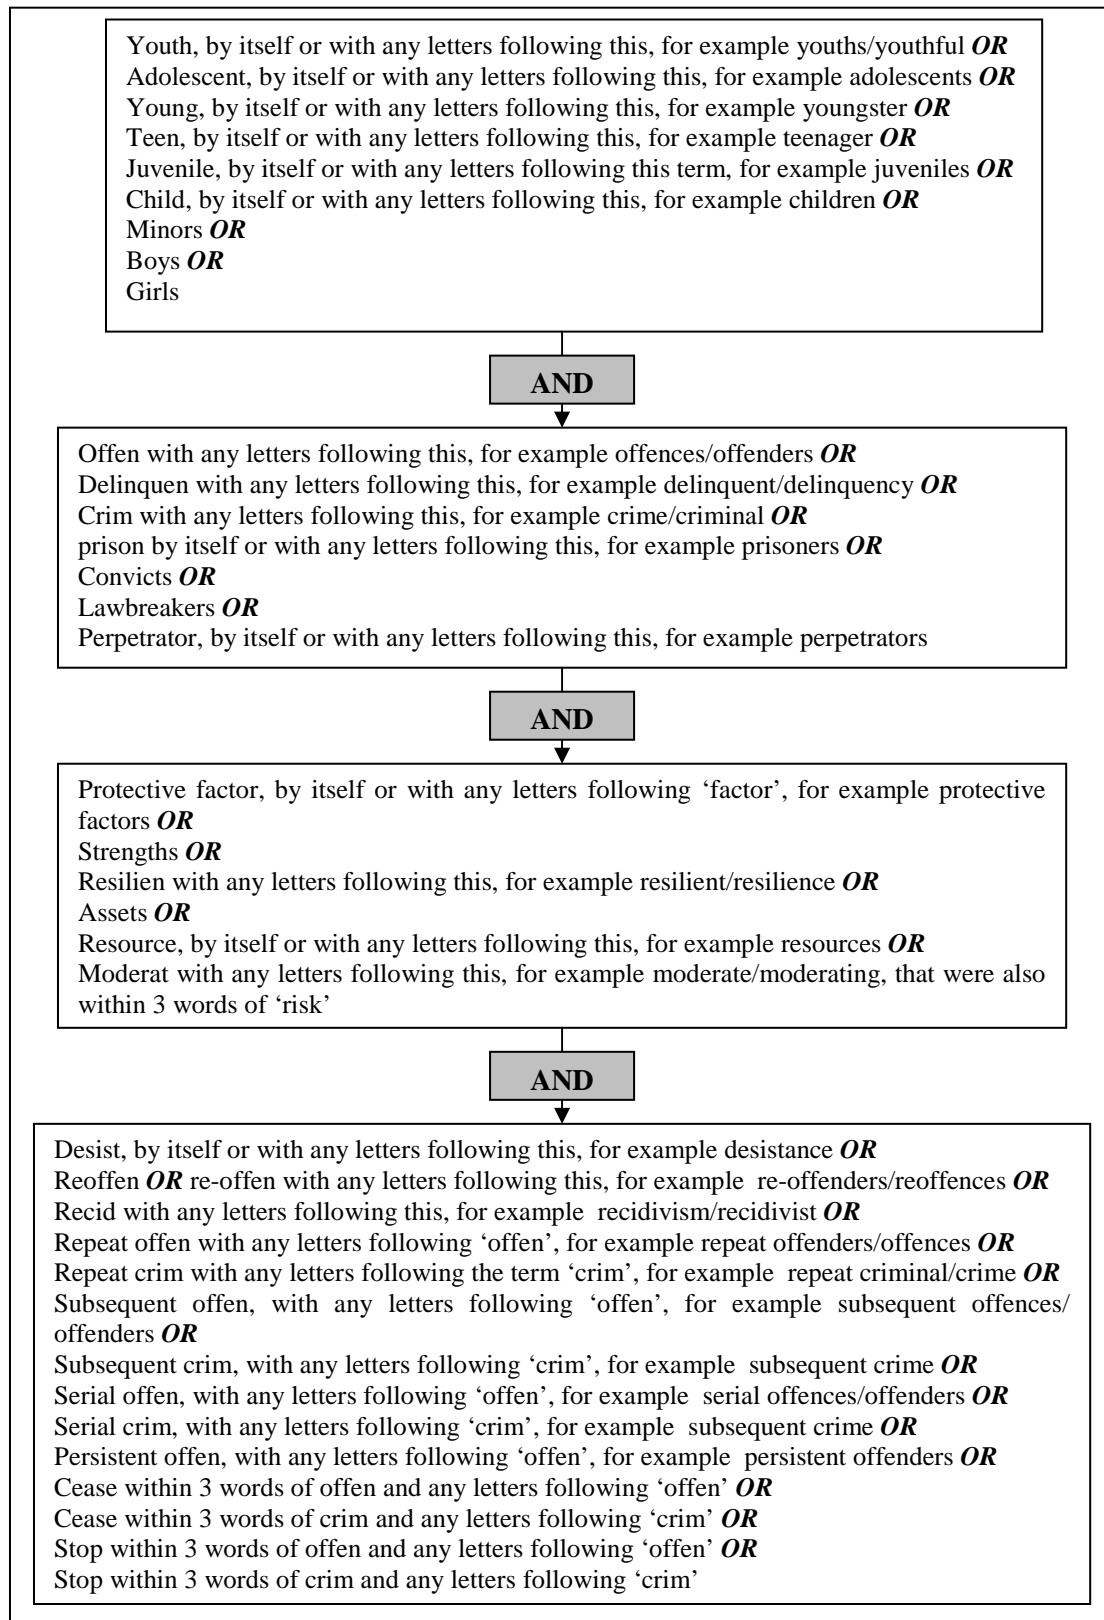 Youth, by itself or with any letters following this, for example youths/youthful OR
Adolescent, by itself or with any letters following this, for example adolescents OR
Young, by itself or with any letters following this, for example youngster OR
Teen, by itself or with any letters following this, for example teenager OR
Juvenile, by itself or with any letters following this term, for example juveniles OR
Child, by itself or with any letters following this, for example children OR
Minors OR
Boys OR
Girls
AND
Offen with any letters following this, for example offences/offenders OR
Delinquen with any letters following this, for example delinquent/delinquency OR
Crim with any letters following this, for example crime/criminal OR
prison by itself or with any letters following this, for example prisoners OR
Convicts OR
Lawbreakers OR
Perpetrator, by itself or with any letters following this, for example perpetrators
AND
Protective factor, by itself or with any letters following ‘factor’, for example protective
factors OR
Strengths OR
Resilien with any letters following this, for example resilient/resilience OR
Assets OR
Resource, by itself or with any letters following this, for example resources OR
Moderat with any letters following this, for example moderate/moderating, that were also
within 3 words of ‘risk’
AND
Desist, by itself or with any letters following this, for example desistance OR
Reoffen OR re-offen with any letters following this, for example re-offenders/reoffences OR
Recid with any letters following this, for example recidivism/recidivist OR
Repeat offen with any letters following ‘offen’, for example repeat offenders/offences OR
Repeat crim with any letters following the term ‘crim’, for example repeat criminal/crime OR
Subsequent offen, with any letters following ‘offen’, for example subsequent offences/
offenders OR
Subsequent crim, with any letters following ‘crim’, for example subsequent crime OR
Serial offen, with any letters following ‘offen’, for example serial offences/offenders OR
Serial crim, with any letters following ‘crim’, for example subsequent crime OR
Persistent offen, with any letters following ‘offen’, for example persistent offenders OR
Cease within 3 words of offen and any letters following ‘offen’ OR
Cease within 3 words of crim and any letters following ‘crim’ OR
Stop within 3 words of offen and any letters following ‘offen’ OR
Stop within 3 words of crim and any letters following ‘crim’